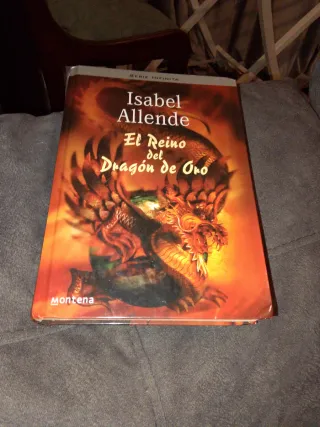 Isabel
Allende
El Reino
del
Dragón de Oro
Montena